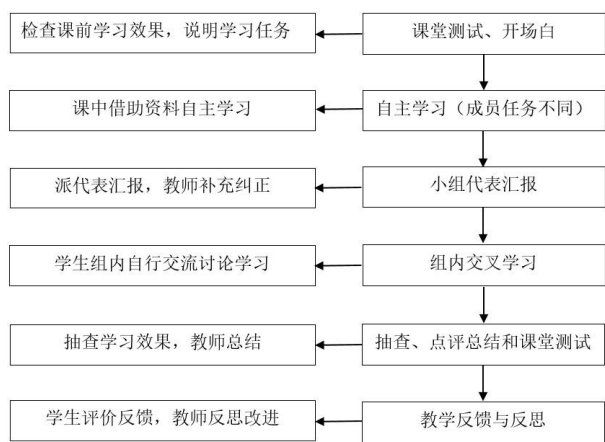 检查课前学习效果，说明学习任务
课堂测试、开场白
课中借助资料自主学习
自主学习（成员任务不同）
派代表汇报，教师补充纠正
小组代表汇报
学生组内自行交流讨论学习
组内交叉学习
抽查学习效果，教师总结
抽查、点评总结和课堂测试
学生评价反馈，教师反思改进
教学反馈与反思